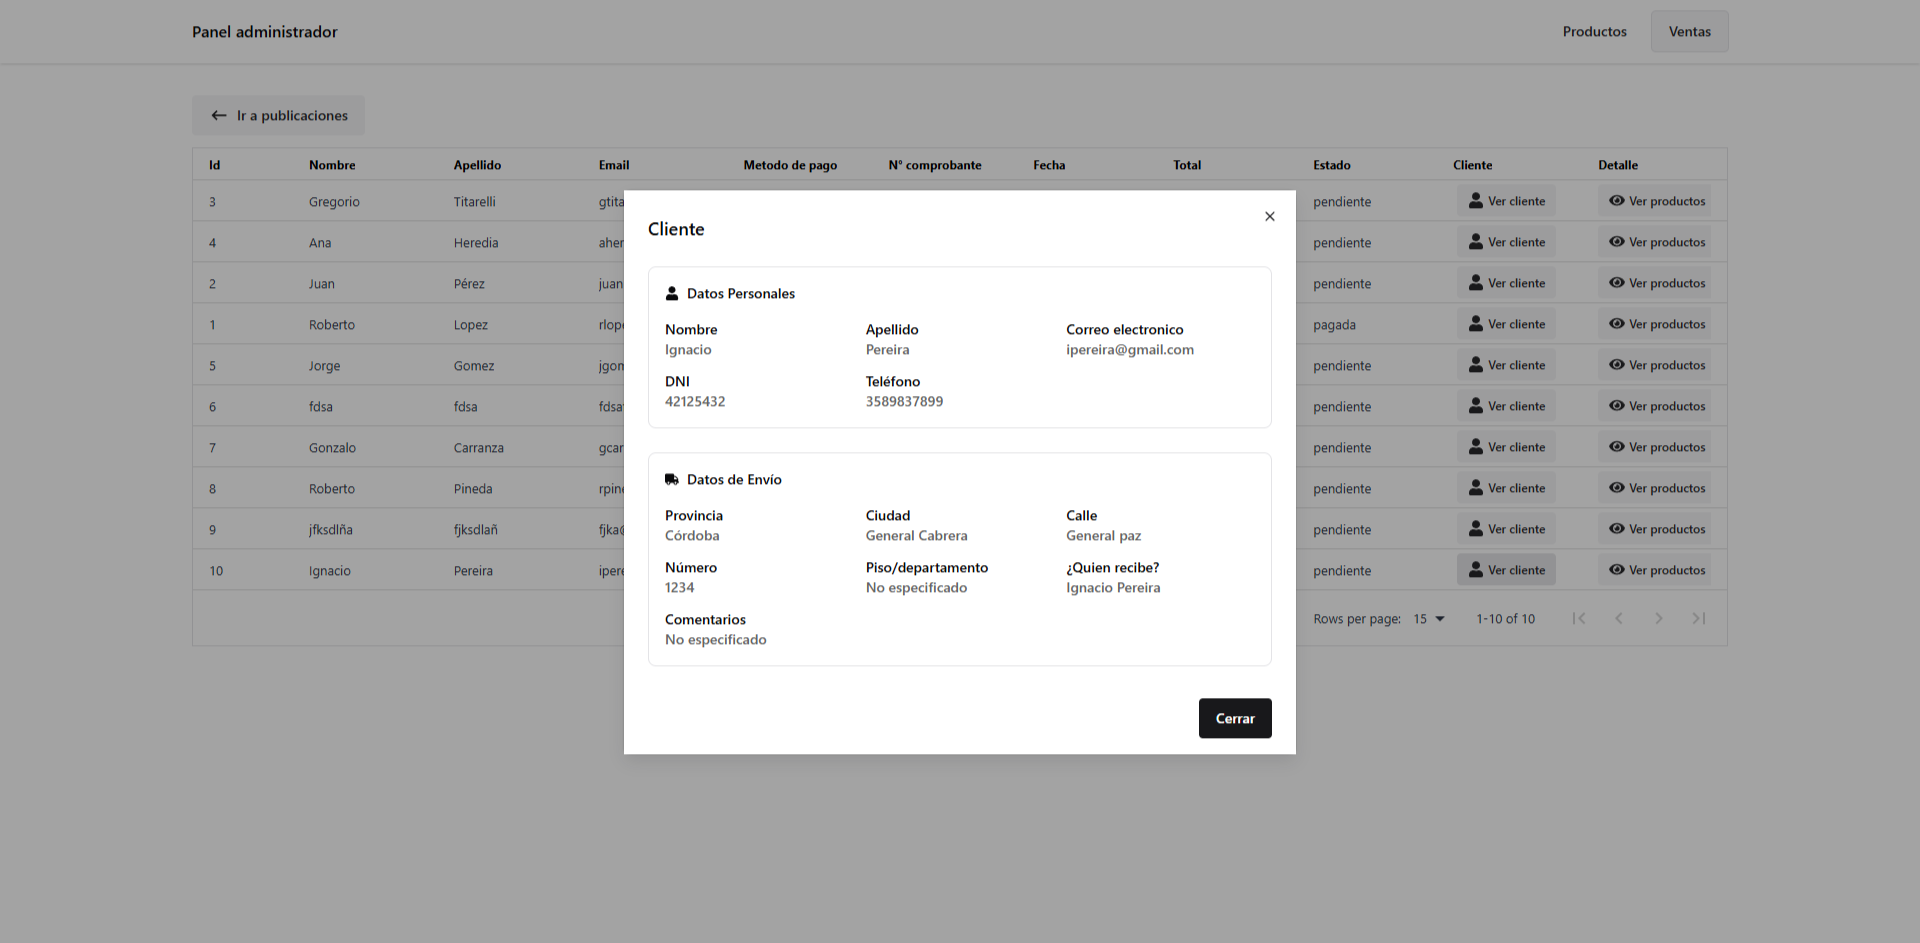 Panel administrador Productos Ventas
Ir a publicaciones
Id Nombre Apellido Email Metodo de pago N° comprobante Fecha Total Estado Cliente Detalle
3 Gregorio Titarelli gtita pendiente Ver cliente Ver productos
4 Ana Heredia aher pendiente Ver cliente Ver productos
2 Juan Pérez juan pendiente Ver cliente Ver productos
1 Roberto Lopez rlop pagada Ver cliente Ver productos
5 Jorge Gomez jgom pendiente Ver cliente Ver productos
6 fdsa fdsa fdsa pendiente Ver cliente Ver productos
7 Gonzalo Carranza gcar pendiente Ver cliente Ver productos
8 Roberto Pineda rpin pendiente Ver cliente Ver productos
9 jfksdlña fjksdlañ fjka@ pendiente Ver cliente Ver productos
10 Ignacio Pereira iper pendiente Ver cliente Ver productos
Rows per page: 15 1-10 of 10
Cliente
Datos Personales
Nombre Apellido Correo electronico
Ignacio Pereira ipereira@gmail.com
DNI Teléfono
42125432 3589837899
Datos de Envío
Provincia Ciudad Calle
Córdoba General Cabrera General paz
Número Piso/departamento ¿Quien recibe?
1234 No especificado Ignacio Pereira
Comentarios
No especificado
Cerrar